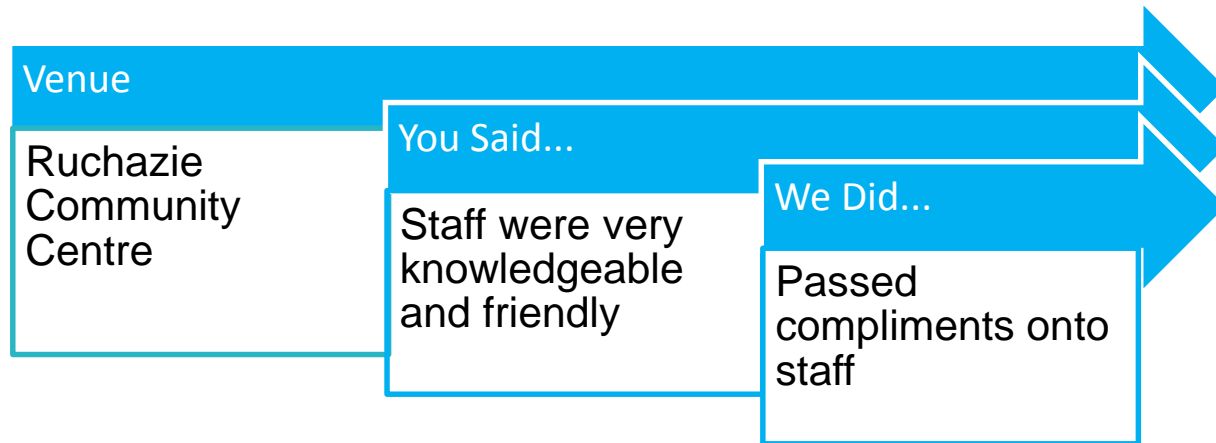 Venue
Ruchazie
Community
Centre
You Said...
Staff were very
knowledgeable
and friendly
We Did...
Passed
compliments onto
staff